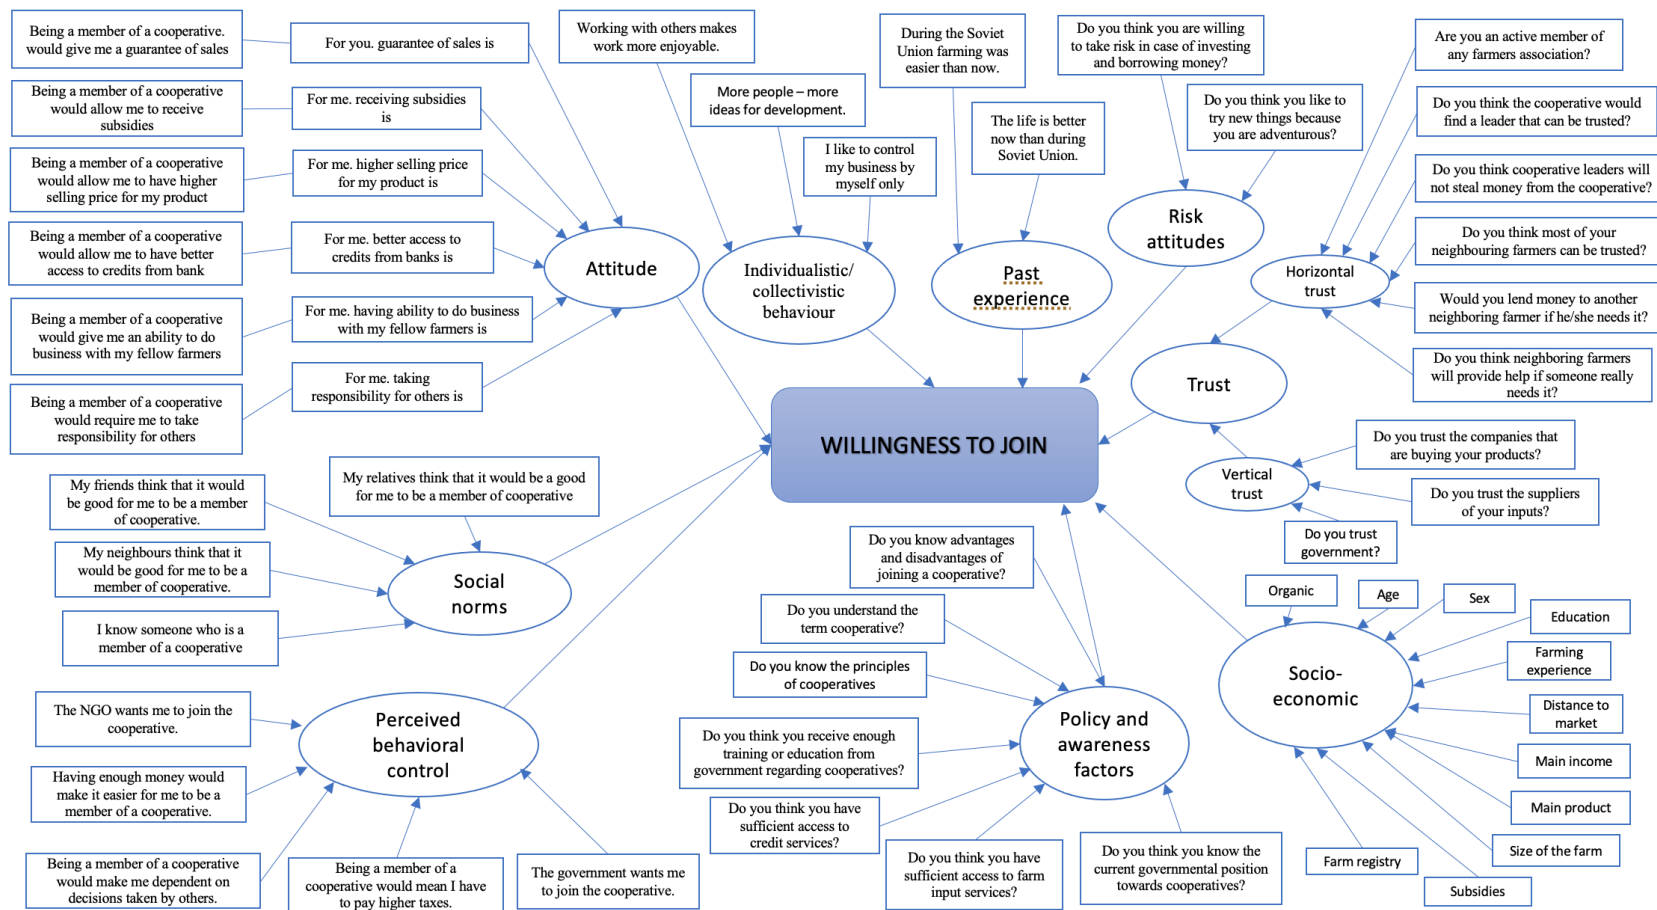 Being a member of a cooperative.
would give me a guarantee of sales
For you. guarantee of sales is
Being a member of a cooperative
would allow me to receive
subsidies
For me. receiving subsidies
is
Being a member of a cooperative
would allow me to have higher
selling price for my product
For me. higher selling price
for my product is
Being a member of a cooperative
would allow me to have better
access to credits from bank
For me. better access to
credits from banks is
Being a member of a cooperative
would give me an ability to do
business with my fellow farmers
For me. having ability to do business
with my fellow farmers is
Being a member of a cooperative
would require me to take
responsibility for others
For me. taking
responsibility for others is
Attitude
Working with others makes
work more enjoyable.
More people – more
ideas for development.
I like to control
my business by
myself only
Individualistic/
collectivistic
behaviour
During the Soviet
Union farming was
easier than now.
The life is better
now than during
Soviet Union.
Past
experience
Do you think you are willing
to take risk in case of investing
and borrowing money?
Do you think you like to
try new things because
you are adventurous?
Risk
attitudes
Are you an active member of
any farmers association?
Do you think the cooperative would
find a leader that can be trusted?
Do you think cooperative leaders will
not steal money from the cooperative?
Do you think most of your
neighbouring farmers can be trusted?
Would you lend money to another
neighboring farmer if he/she needs it?
Do you think neighboring farmers
will provide help if someone really
needs it?
Horizontal
trust
Trust
Vertical
trust
Do you trust the companies that
are buying your products?
Do you trust the suppliers
of your inputs?
Do you trust
government?
WILLINGNESS TO JOIN
My friends think that it would
be good for me to be a member
of cooperative.
My relatives think that it would be a good
for me to be a member of cooperative
My neighbours think that it
would be good for me to be a
member of cooperative.
I know someone who is a
member of a cooperative
Social
norms
The NGO wants me to join the
cooperative.
Having enough money would
make it easier for me to be a
member of a cooperative.
Being a member of a cooperative
would make me dependent on
decisions taken by others.
Being a member of a
cooperative would mean I have
to pay higher taxes.
The government wants me
to join the cooperative.
Perceived
behavioral
control
Do you know advantages
and disadvantages of
joining a cooperative?
Do you understand the
term cooperative?
Do you know the principles
of cooperatives
Do you think you receive enough
training or education from
government regarding cooperatives?
Do you think you have
sufficient access to
credit services?
Do you think you have
sufficient access to farm
input services?
Do you think you know the
current governmental position
towards cooperatives?
Policy and
awareness
factors
Organic
Age
Sex
Education
Farming
experience
Distance to
market
Main income
Main product
Size of the farm
Subsidies
Farm registry
Socio-
economic